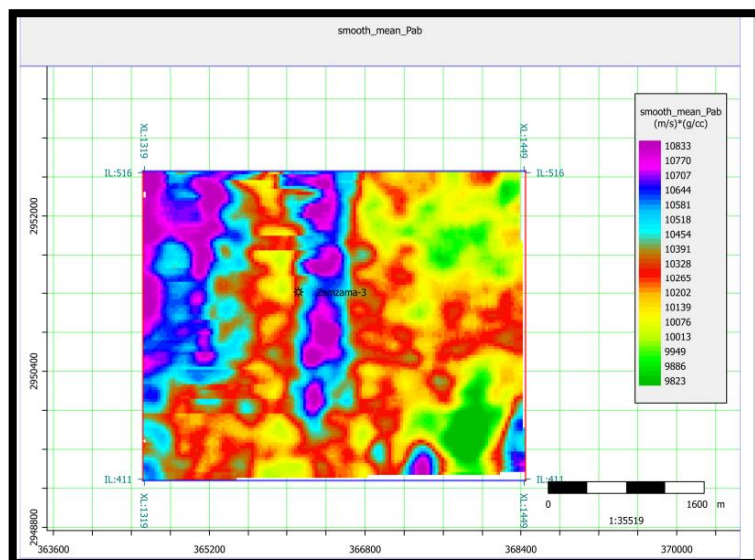 smooth_mean_Pab
XL:1319
XL:1449
IL:516
IL:516
smooth_mean_Pab
(m/s)*(g/cc)
10833
10770
10707
10644
10581
10518
10454
10391
10328
10265
10202
10139
10076
10013
9949
9886
9823
2952000
2950400
2948800
Zamzama-3
IL:411
IL:411
XL:1319
XL:1449
0
1600
m
1:35519
363600
365200
366800
368400
370000